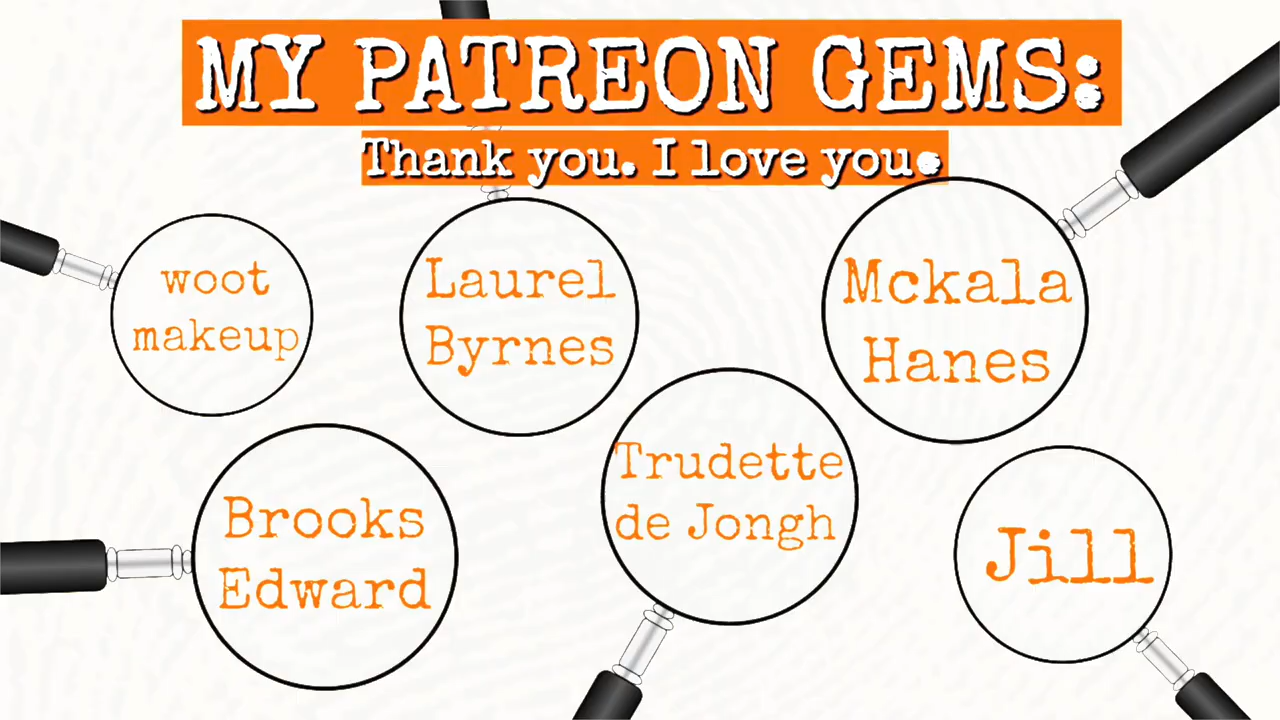 MY PATREON GEMS:
Thank you. I love you.
woot
makeup
Laurel
Byrnes
Mckala
Hanes
Brooks
Edward
Trudette
de Jongh
Jill